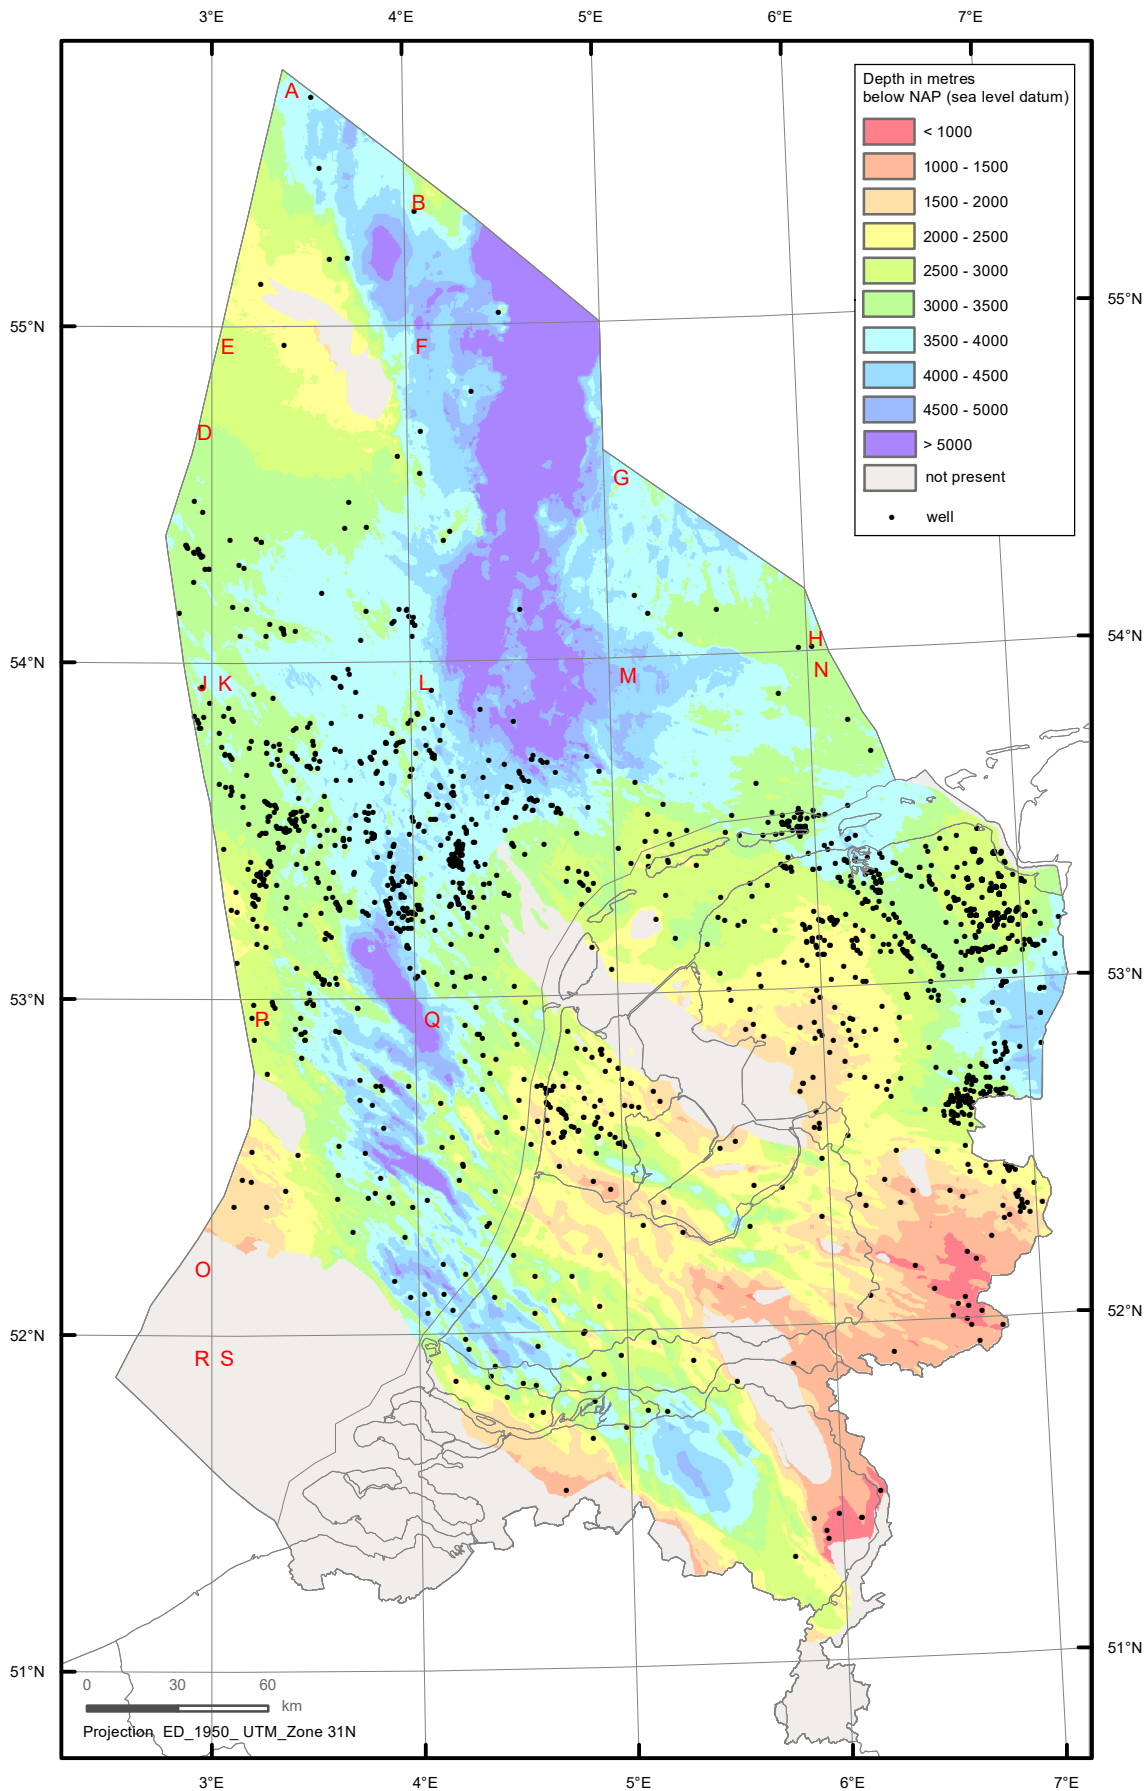 3°E 4°E 5°E 6°E 7°E
Depth in metres
below NAP (sea level datum)
< 1000
1000 - 1500
1500 - 2000
2000 - 2500
2500 - 3000
3000 - 3500
3500 - 4000
4000 - 4500
4500 - 5000
> 5000
not present
well
A
B
55°N
55°N
E
F
D
G
54°N
H
54°N
J K
L
M
N
53°N
53°N
P
Q
O
52°N
52°N
R S
51°N
51°N
0 30 60
km
Projection ED_1950_ UTM_Zone 31N
3°E 4°E 5°E 6°E 7°E